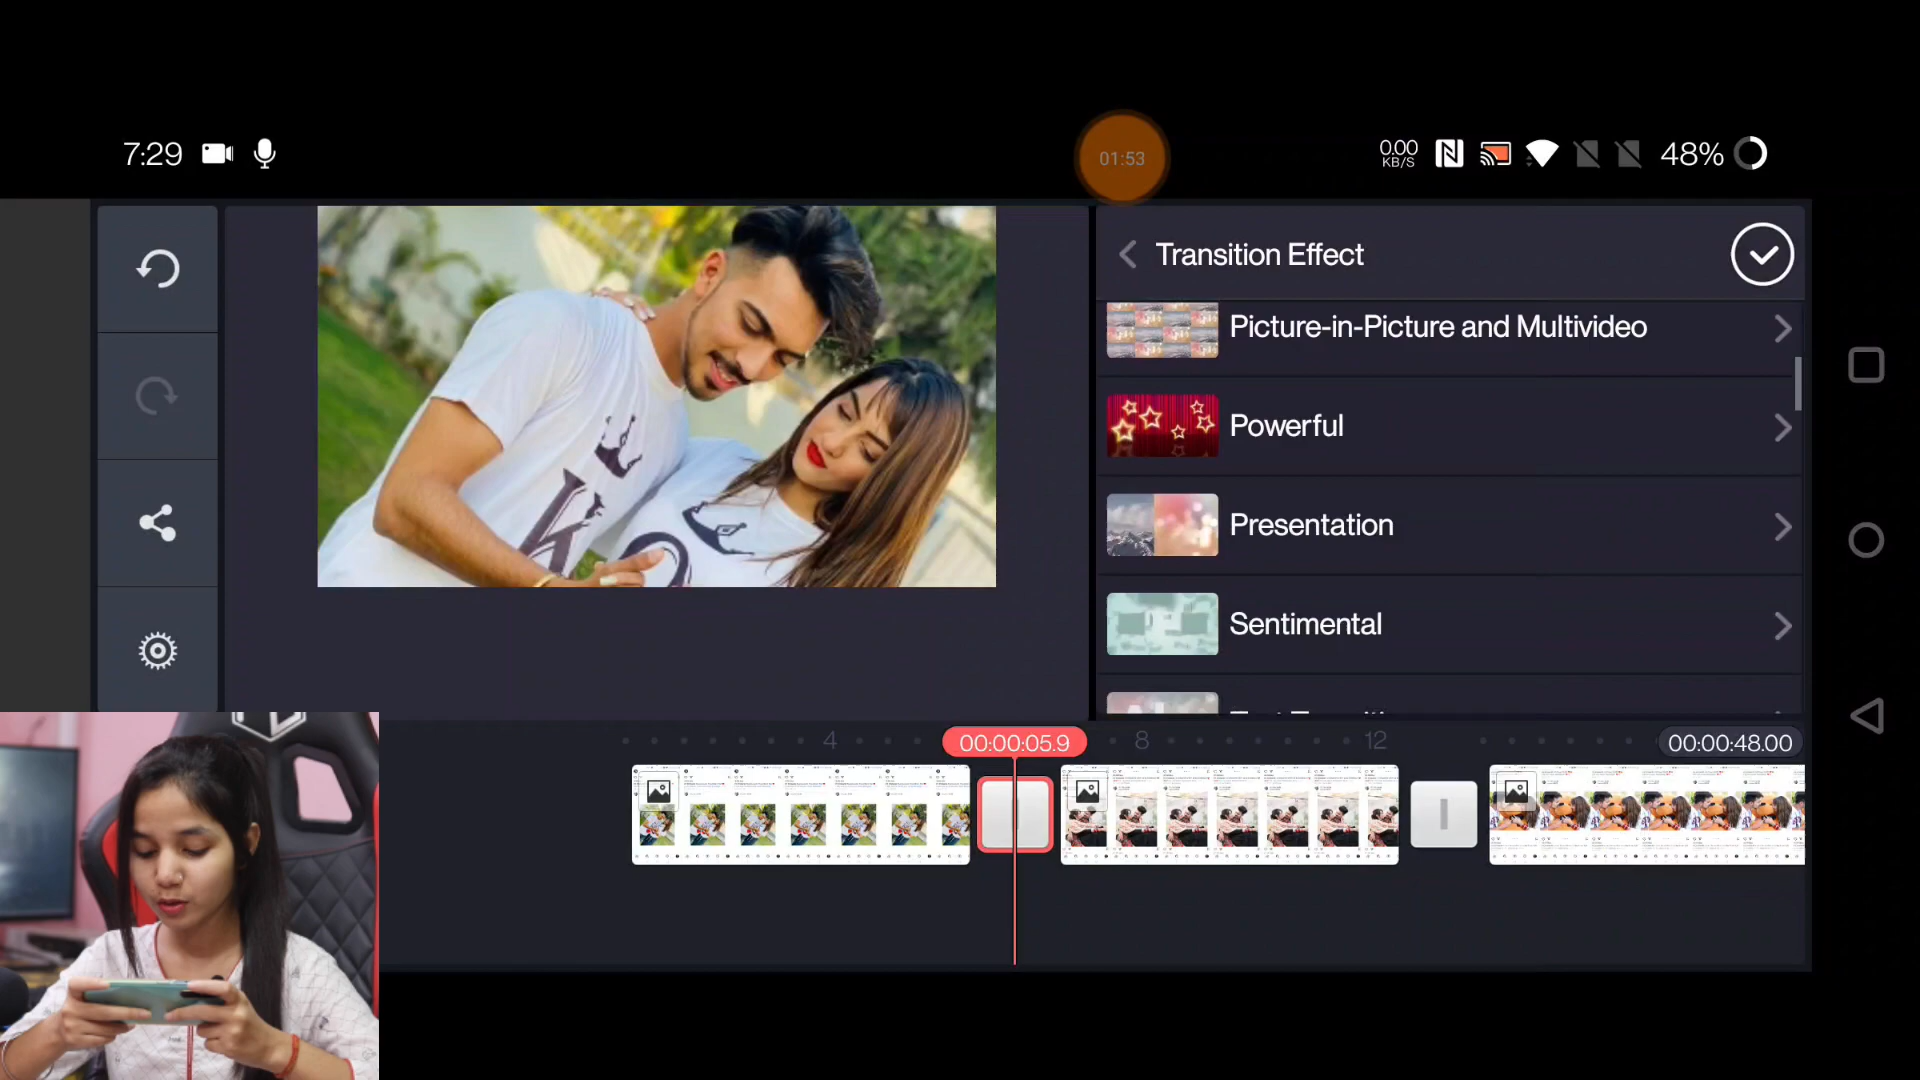 7:29
01:53
0.00
KB/S
48%
Transition Effect
Picture-in-Picture and Multivideo
Powerful
Presentation
Sentimental
4
00:00:05.9
8
12
00:00:48.00